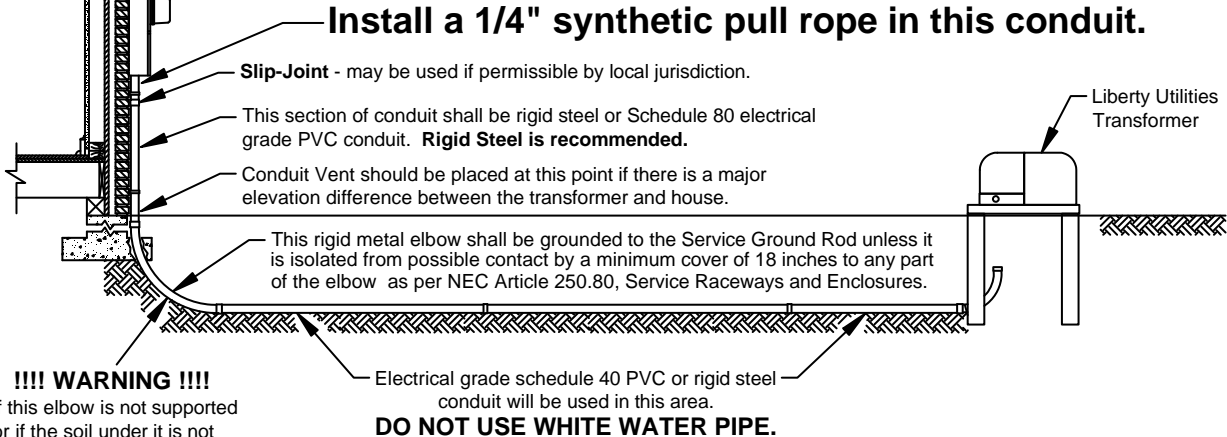 Install a 1/4" synthetic pull rope in this conduit.
Slip-Joint - may be used if permissible by local jurisdiction.
This section of conduit shall be rigid steel or Schedule 80 electrical
grade PVC conduit. Rigid Steel is recommended.
Liberty Utilities
Transformer
Conduit Vent should be placed at this point if there is a major
elevation difference between the transformer and house.
This rigid metal elbow shall be grounded to the Service Ground Rod unless it
is isolated from possible contact by a minimum cover of 18 inches to any part
of the elbow as per NEC Article 250.80, Service Raceways and Enclosures.
!!!! WARNING !!!!
this elbow is not supported
or if the soil under it is not
Electrical grade schedule 40 PVC or rigid steel
conduit will be used in this area.
DO NOT USE WHITE WATER PIPE.